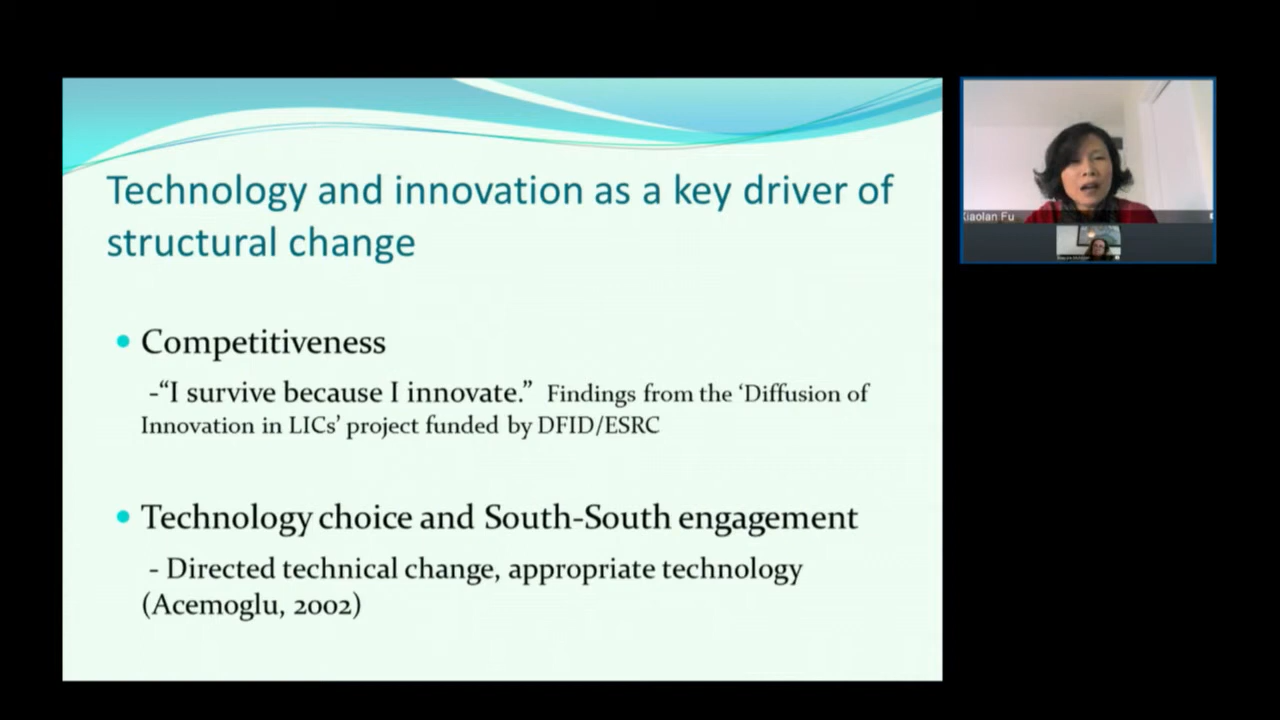 Technology and innovation as a key driver of
structural change
• Competitiveness
-“I survive because I innovate.” Findings from the ‘Diffusion of
Innovation in LICs’ project funded by DFID/ESRC
• Technology choice and South-South engagement
- Directed technical change, appropriate technology
(Acemoglu, 2002)
Xiaolan Fu